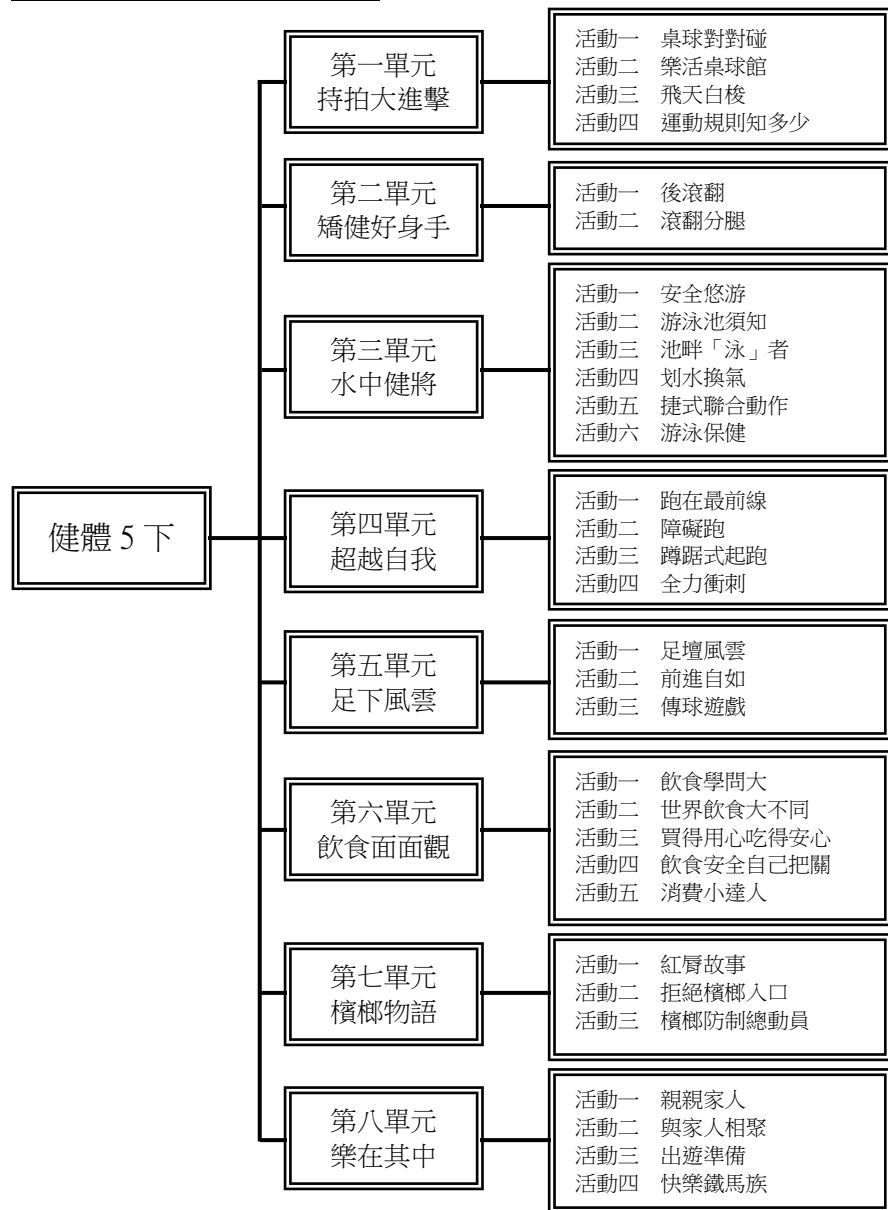 健體 5 下
第一單元
持拍大進擊
活動一 桌球對對碰
活動二 樂活桌球館
活動三 飛天白梭
活動四 運動規則知多少
第二單元
矯健好身手
活動一 後滾翻
活動二 滾翻分腿
第三單元
水中健將
活動一 安全悠游
活動二 游泳池須知
活動三 池畔「泳」者
活動四 划水換氣
活動五 捷式聯合動作
活動六 游泳保健
第四單元
超越自我
活動一 跑在最前線
活動二 障礙跑
活動三 蹲踞式起跑
活動四 全力衝刺
第五單元
足下風雲
活動一 足壇風雲
活動二 前進自如
活動三 傳球遊戲
第六單元
飲食面面觀
活動一 飲食學問大
活動二 世界飲食大不同
活動三 買得用心吃得安心
活動四 飲食安全自己把關
活動五 消費小達人
第七單元
檳榔物語
活動一 紅脣故事
活動二 拒絕檳榔入口
活動三 檳榔防制總動員
第八單元
樂在其中
活動一 親親家人
活動二 與家人相聚
活動三 出遊準備
活動四 快樂鐵馬族